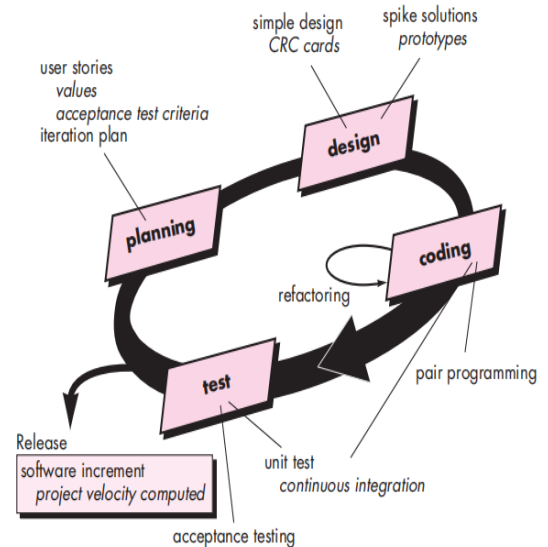 simple design
CRC cards
spike solutions
prototypes
user stories
values
acceptance test criteria
iteration plan
design
planning
coding
refactoring
test
pair programming
Release
software increment
project velocity computed
unit test
continuous integration
acceptance testing